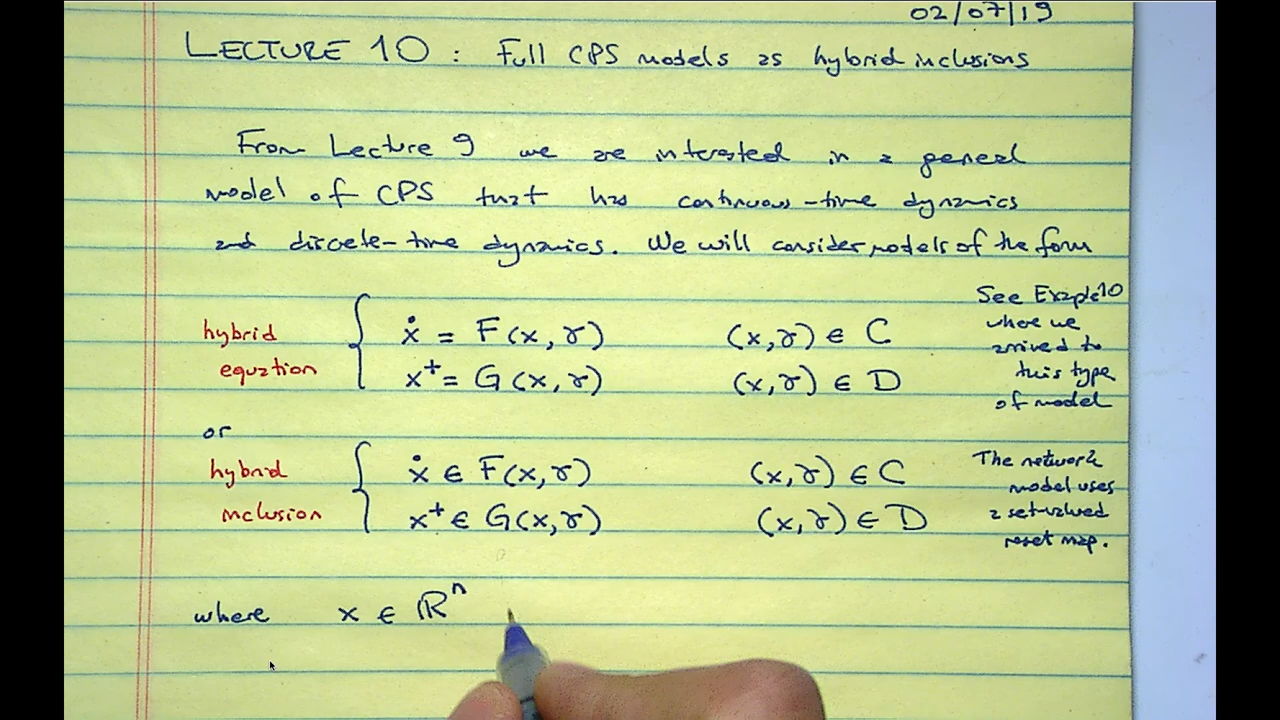 02/07/19
LECTURE 10 : Full CPS models as hybrid inclusions
From Lecture 9 we are interested in a general
model of CPS that has continuous-time dynamics
and discrete-time dynamics. We will consider models of the form
hybrid equation
ẋ = F(x, γ) (x, γ) ∈ C
x⁺ = G(x, γ) (x, γ) ∈ D
See Example 10
where we
arrived to
this type
of model
or
hybrid inclusion
ẋ ∈ F(x, γ) (x, γ) ∈ C
x⁺ ∈ G(x, γ) (x, γ) ∈ D
The network
model uses
a set-valued
reset map.
where x ∈ ℝⁿ